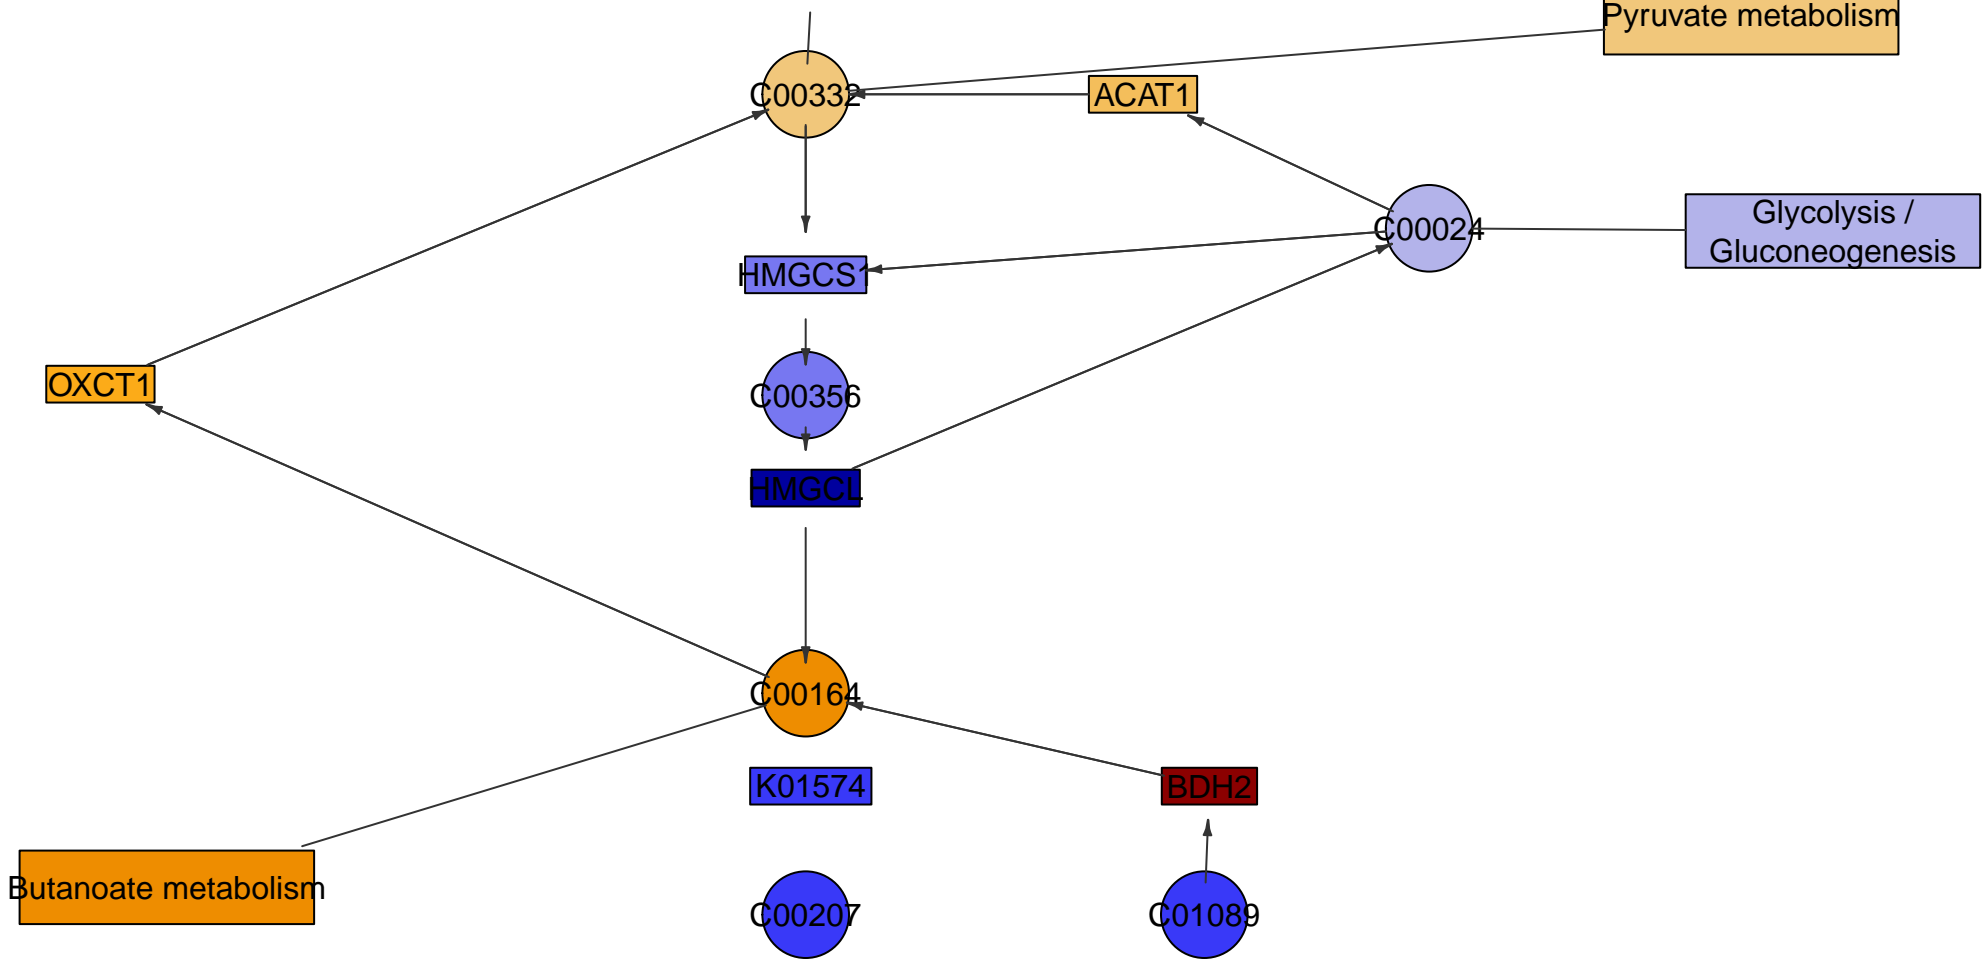 Pyruvate metabolism
C00332
ACAT1
C00024
Glycolysis /
Gluconeogenesis
HMGCS1
OXCT1
C00356
HMGCL
C00164
K01574
BDH2
Butanoate metabolism
C00207
C01089